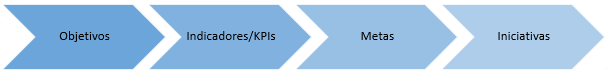 Objetivos
Indicadores/KPIs
Metas
Iniciativas